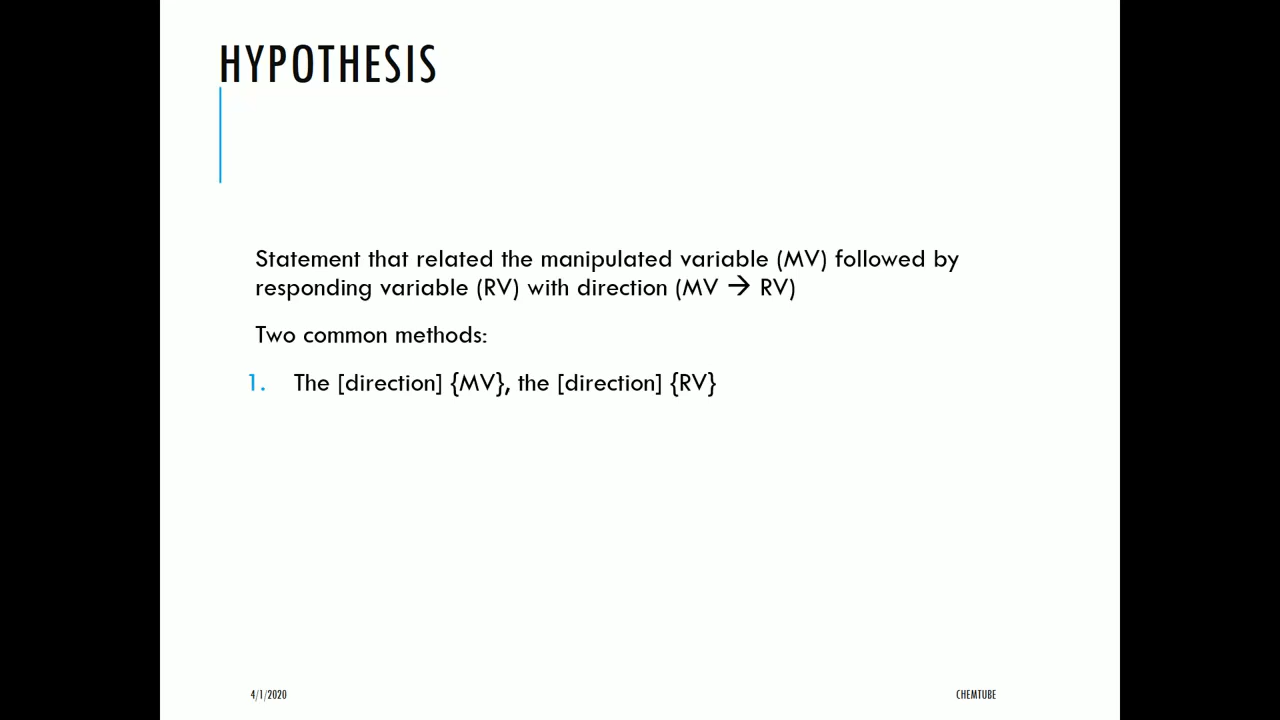 HYPOTHESIS
Statement that related the manipulated variable (MV) followed by
responding variable (RV) with direction (MV → RV)
Two common methods:
1. The [direction] {MV}, the [direction] {RV}
4/1/2020
CHEMTUBE